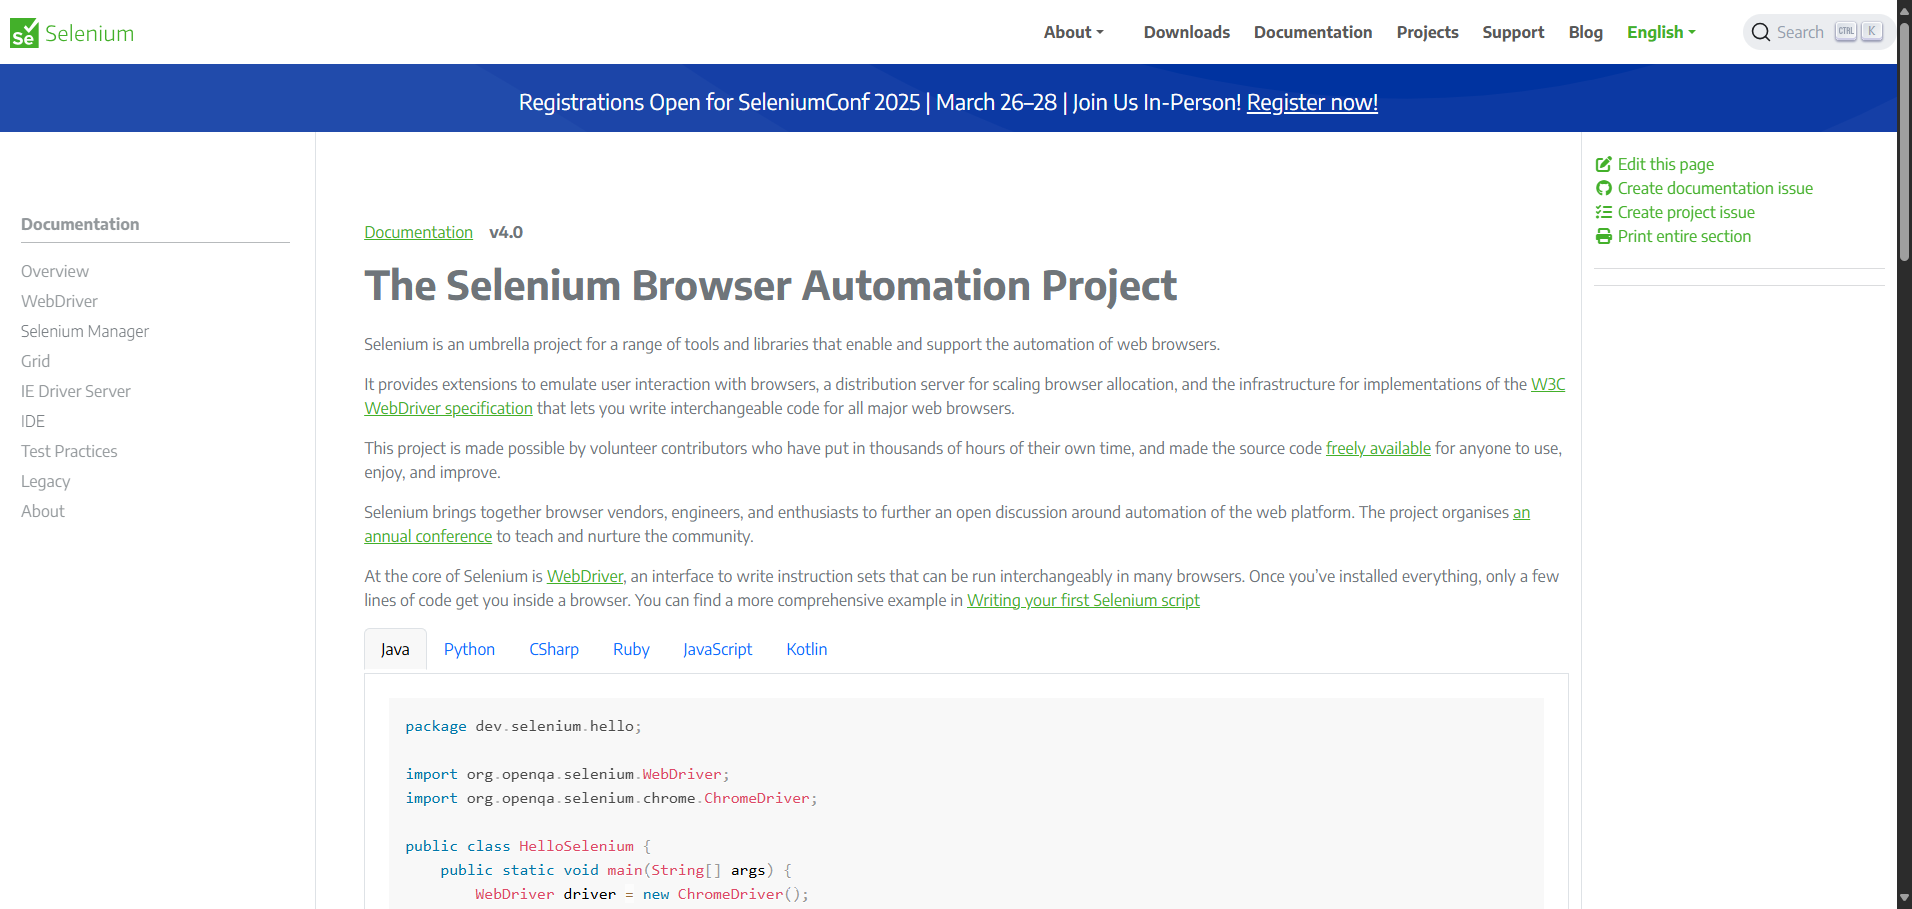 Se Selenium
About
Downloads
Documentation
Projects
Support
Blog
English
Search
CTRL
K
Registrations Open for SeleniumConf 2025 | March 26–28 | Join Us In-Person! Register now!
Documentation
Overview
WebDriver
Selenium Manager
Grid
IE Driver Server
IDE
Test Practices
Legacy
About
Documentation v4.0
The Selenium Browser Automation Project
Selenium is an umbrella project for a range of tools and libraries that enable and support the automation of web browsers.
It provides extensions to emulate user interaction with browsers, a distribution server for scaling browser allocation, and the infrastructure for implementations of the W3C
WebDriver specification that lets you write interchangeable code for all major web browsers.
This project is made possible by volunteer contributors who have put in thousands of hours of their own time, and made the source code freely available for anyone to use,
enjoy, and improve.
Selenium brings together browser vendors, engineers, and enthusiasts to further an open discussion around automation of the web platform. The project organises an
annual conference to teach and nurture the community.
At the core of Selenium is WebDriver, an interface to write instruction sets that can be run interchangeably in many browsers. Once you’ve installed everything, only a few
lines of code get you inside a browser. You can find a more comprehensive example in Writing your first Selenium script
Java
Python
CSharp
Ruby
JavaScript
Kotlin
package dev.selenium.hello;
import org.openqa.selenium.WebDriver;
import org.openqa.selenium.chrome.ChromeDriver;
public class HelloSelenium {
public static void main(String[] args) {
WebDriver driver = new ChromeDriver();
Edit this page
Create documentation issue
Create project issue
Print entire section